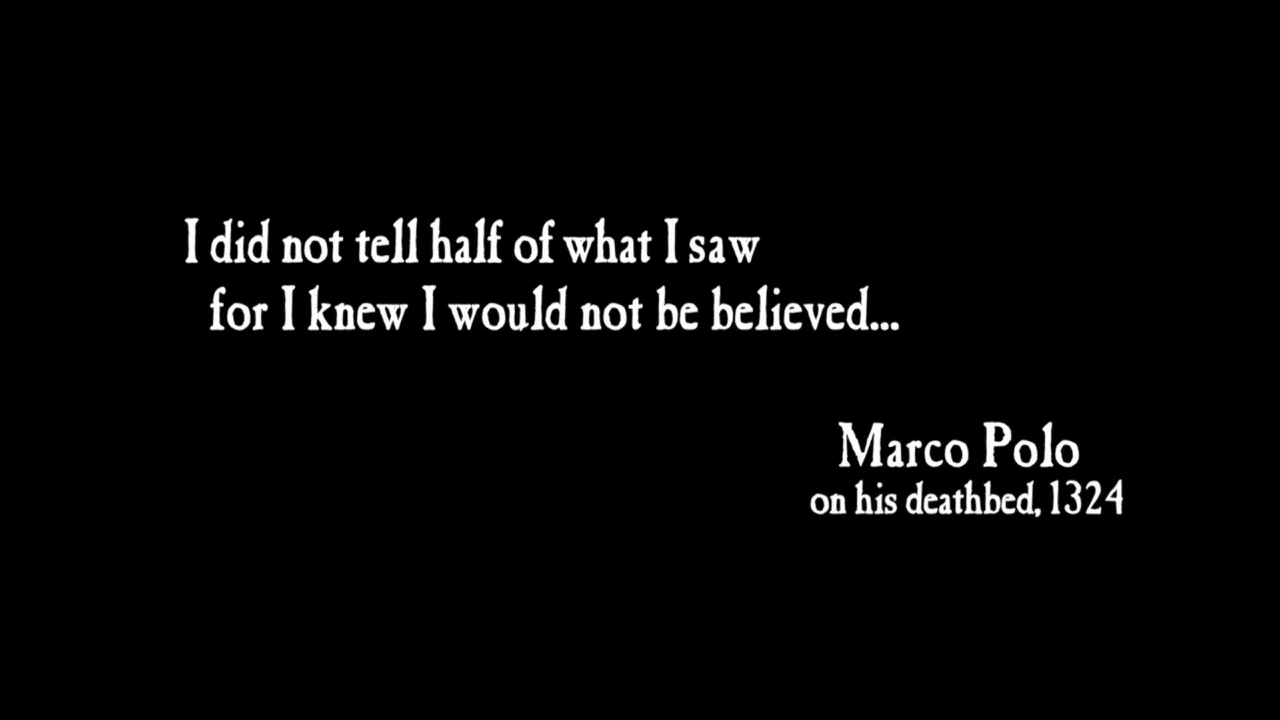 I did not tell half of what I saw
for I knew I would not be believed...
Marco Polo
on his deathbed, 1324